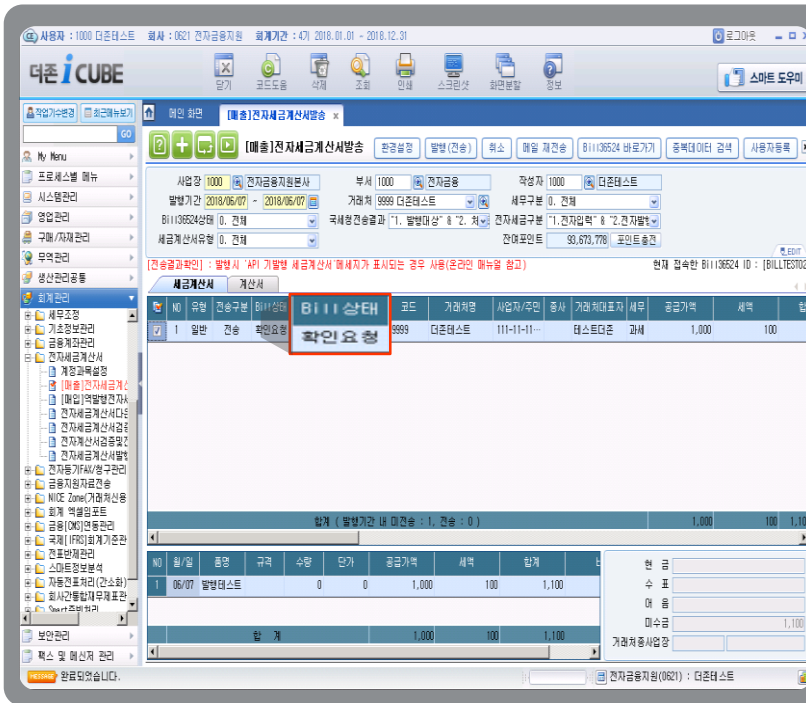 사용자 : 1000 더존테스트 회사 : 0621 전자금융지원 회계기간 : 4기 2018.01.01 - 2018.12.31 로그아웃
더존 iCUBE
닫기 코드도움 삭제 조회 인쇄 스크린샷 화면분할 정보 스마트 도우미
작업기수변경 최근메뉴보기 메인 화면 [매출]전자세금계산서발송 x
GO
[매출]전자세금계산서발송 환경설정 발행(전송) 취소 메일 재전송 Bill36524 바로가기 중복데이터 검색 사용자등록
My Menu
프로세스별 메뉴
시스템관리
영업관리
구매/자재관리
무역관리
생산관리공통
회계관리
세무조정
기초정보관리
금융계좌관리
전자세금계산서
계정과목설정
[매출]전자세금계산
[매입]역발행전자
전자세금계산서다운
전자세금계산서검증
전자계산서검증및전
전자세금계산서발행
전자등기FAX/청구관리
금융지원자료전송
NICE Zone(거래처신용
회계 엑셀임포트
금융[CMS]연동관리
국제[IFRS]회계기준관
전표반제관리
스마트정보분석
자동전표처리(간소화)
회사간통합재무제표관
Smart증빙처리
보안관리
팩스 및 메신저 관리
사업장 1000 전자금융지원본사 부서 1000 전자금융 작성자 1000 더존테스트
발행기간 2018/06/07 ~ 2018/06/07 거래처 9999 더존테스트 세무구분 0. 전체
Bill36524상태 0. 전체 국세청전송결과 "1. 발행대상" & "2. 처 전자세금구분 "1.전자입력" & "2.전자발행
세금계산서유형 0. 전체 잔여포인트 93,673,778 포인트충전
EDIT
[전송결과확인] : 발행시 'API 기발행 세금계산서'메세지가 표시되는 경우 사용(온라인 매뉴얼 참고) 현재 접속한 Bill36524 ID : [BILLTEST02
세금계산서 계산서
NO 유형 전송구분 Bill상태 코드 거래처명 사업자/주민 종사 거래처대표자 세무 공급가액 세액 합
1 일반 전송 확인요청 9999 더존테스트 111-11-11… 테스트더존 과세 1,000 100
Bill상태
확인요청
합계 ( 발행기간 내 미전송 : 1, 전송 : 0 ) 1,000 100 1,10
NO 월/일 품명 규격 수량 단가 공급가액 세액 합계
1 06/07 발행테스트 0 0 1,000 100 1,100
합 계 1,000 100 1,100
현 금
수 표
어 음
미수금 1,100
거래처종사업장
MESSAGE 완료되었습니다. 전자금융지원(0621) : 더존테스트